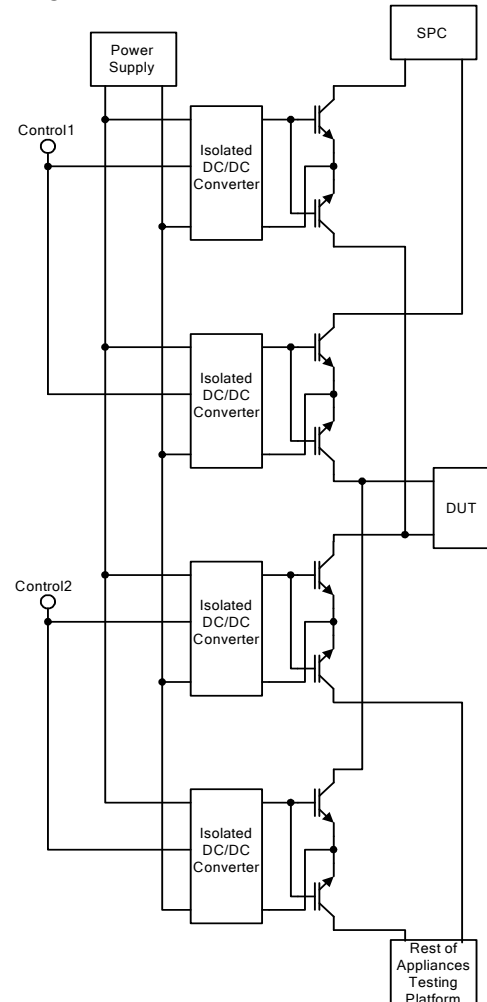 SPC
Power
Supply
Control1
Isolated
DC/DC
Converter
Isolated
DC/DC
Converter
DUT
Control2
Isolated
DC/DC
Converter
Isolated
DC/DC
Converter
Rest of
Appliances
Testing
Platform